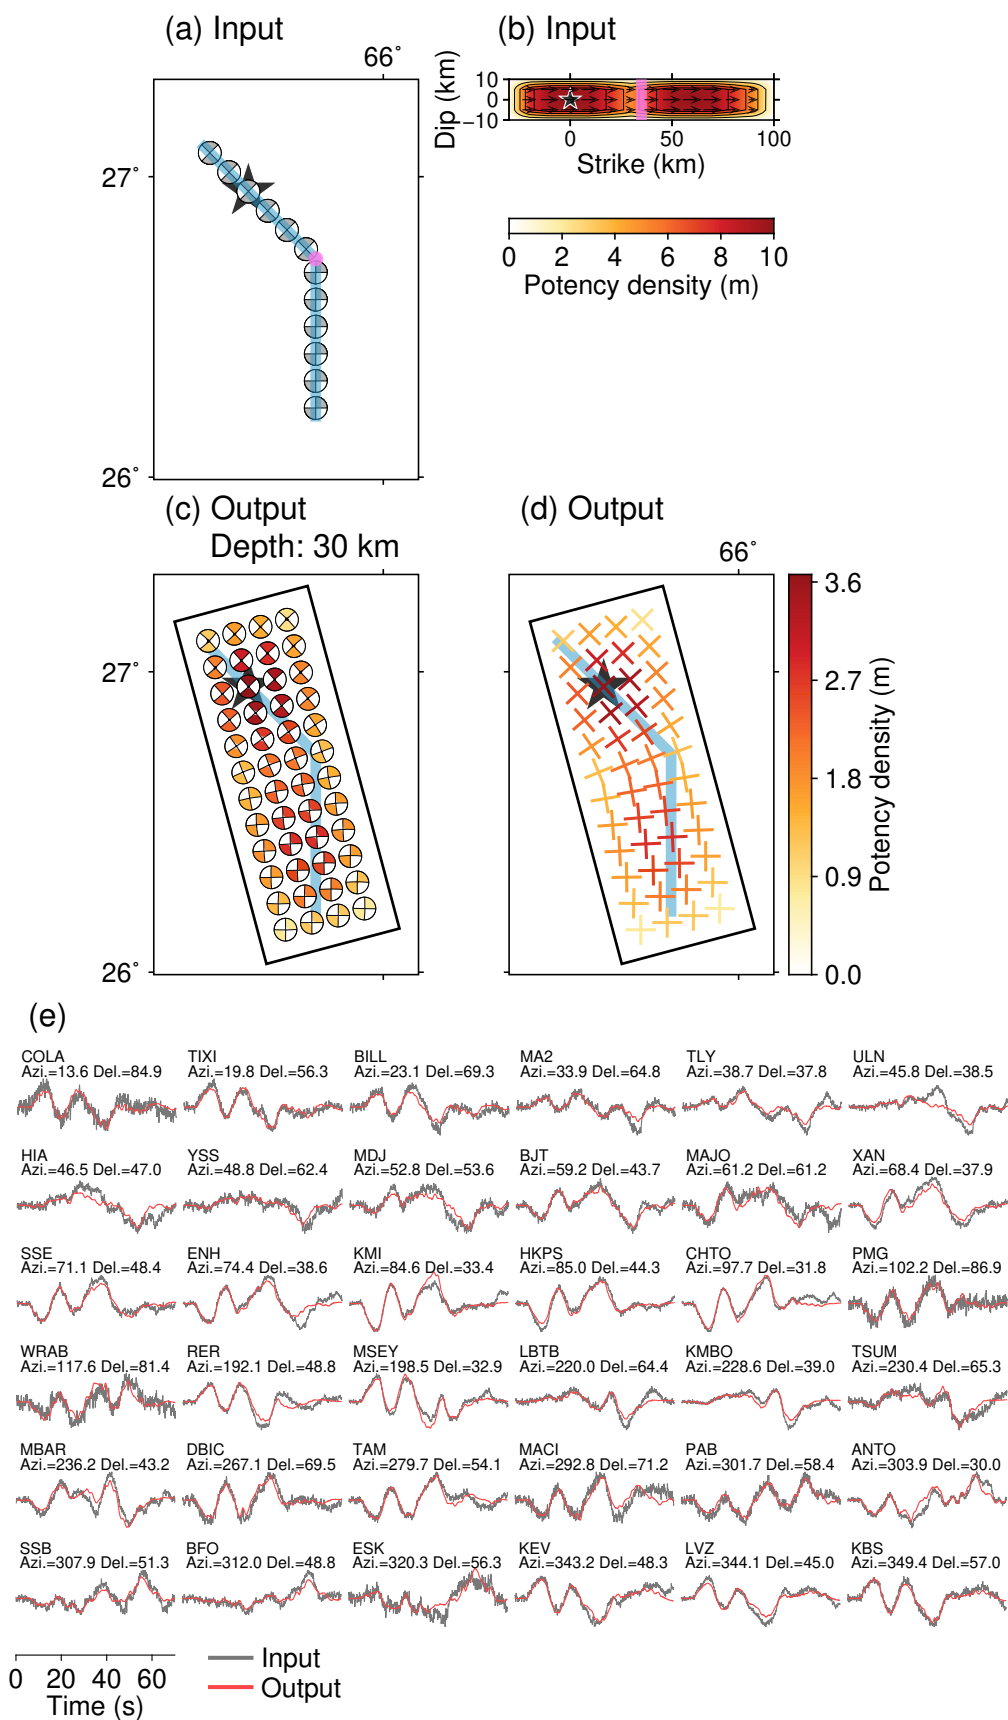 (a) Input
(b) Input
66°
27°
26°
Dip (km)
10
0
−10
0 50 100
Strike (km)
0 2 4 6 8 10
Potency density (m)
(c) Output
Depth: 30 km
(d) Output
66°
27°
26°
3.6
2.7
1.8
0.9
0.0
Potency density (m)
(e)
COLA TIXI BILL MA2 TLY ULN
Azi.=13.6 Del.=84.9 Azi.=19.8 Del.=56.3 Azi.=23.1 Del.=69.3 Azi.=33.9 Del.=64.8 Azi.=38.7 Del.=37.8 Azi.=45.8 Del.=38.5
HIA YSS MDJ BJT MAJO XAN
Azi.=46.5 Del.=47.0 Azi.=48.8 Del.=62.4 Azi.=52.8 Del.=53.6 Azi.=59.2 Del.=43.7 Azi.=61.2 Del.=61.2 Azi.=68.4 Del.=37.9
SSE ENH KMI HKPS CHTO PMG
Azi.=71.1 Del.=48.4 Azi.=74.4 Del.=38.6 Azi.=84.6 Del.=33.4 Azi.=85.0 Del.=44.3 Azi.=97.7 Del.=31.8 Azi.=102.2 Del.=86.9
WRAB RER MSEY LBTB KMBO TSUM
Azi.=117.6 Del.=81.4 Azi.=192.1 Del.=48.8 Azi.=198.5 Del.=32.9 Azi.=220.0 Del.=64.4 Azi.=228.6 Del.=39.0 Azi.=230.4 Del.=65.3
MBAR DBIC TAM MACI PAB ANTO
Azi.=236.2 Del.=43.2 Azi.=267.1 Del.=69.5 Azi.=279.7 Del.=54.1 Azi.=292.8 Del.=71.2 Azi.=301.7 Del.=58.4 Azi.=303.9 Del.=30.0
SSB BFO ESK KEV LVZ KBS
Azi.=307.9 Del.=51.3 Azi.=312.0 Del.=48.8 Azi.=320.3 Del.=56.3 Azi.=343.2 Del.=48.3 Azi.=344.1 Del.=45.0 Azi.=349.4 Del.=57.0
0 20 40 60
Time (s)
Input
Output